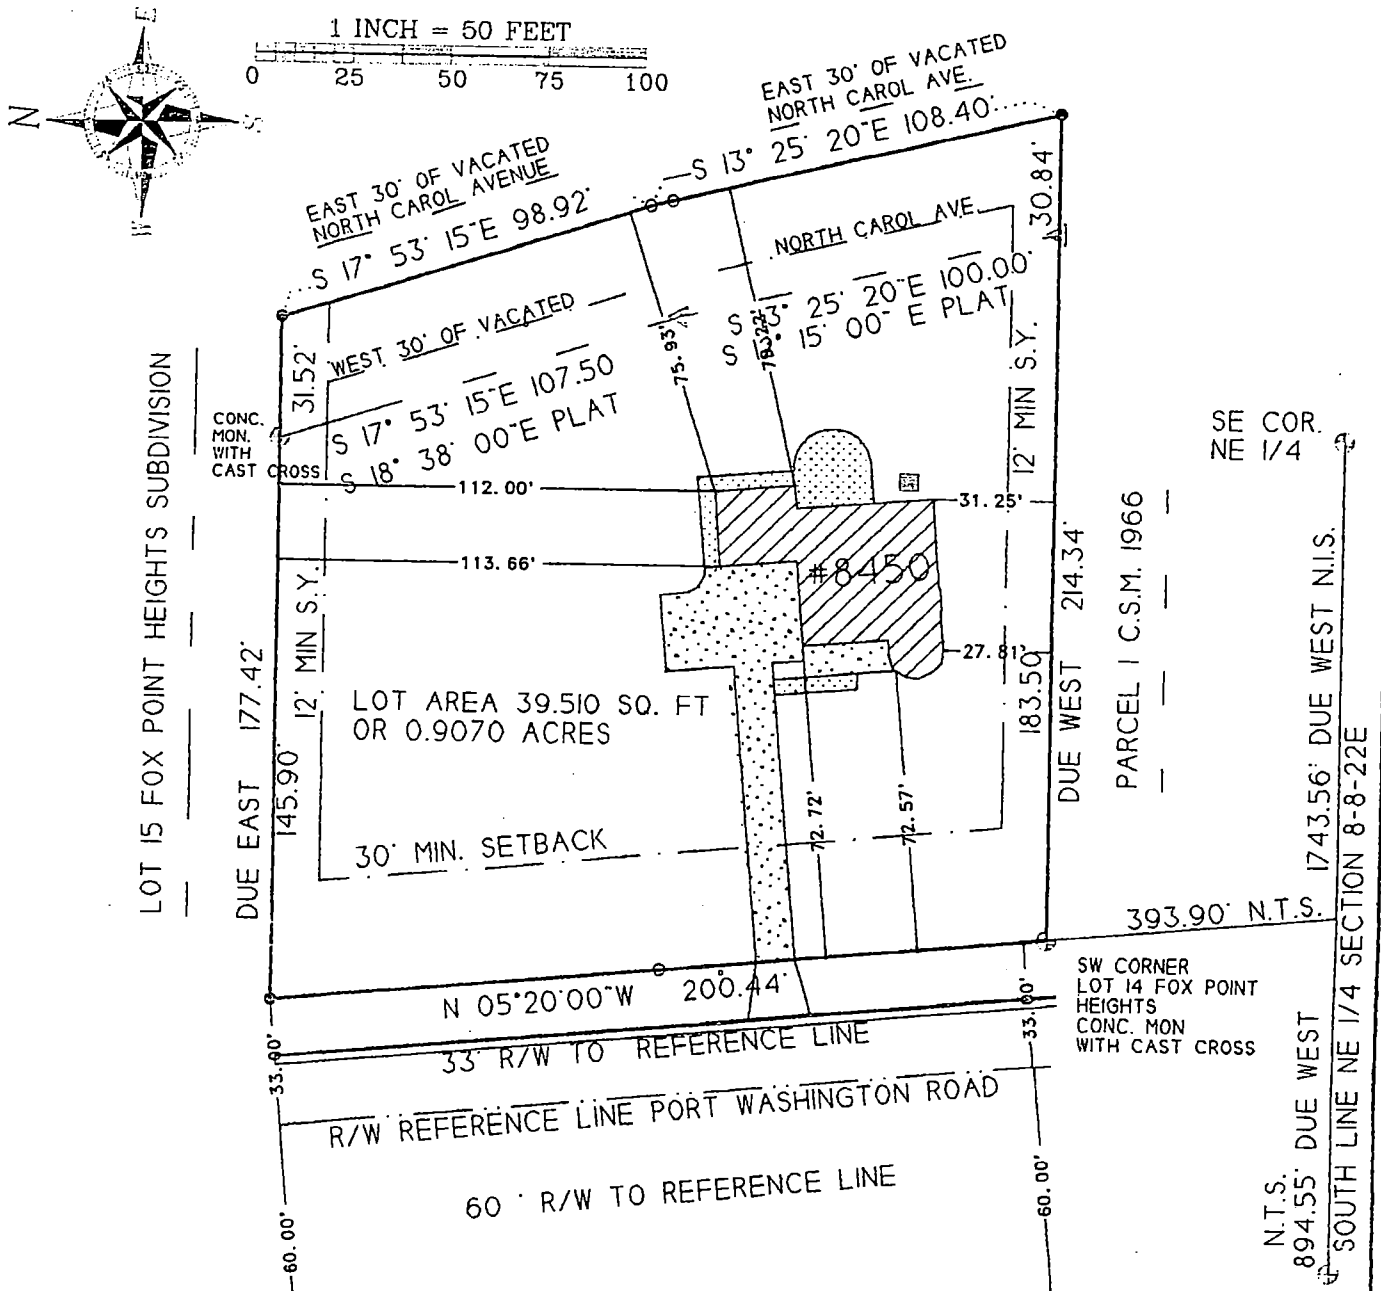 E
N
S
W
1 INCH = 50 FEET
0 25 50 75 100
EAST 30' OF VACATED
NORTH CAROL AVE.
S 13° 25' 20"E 108.40'
EAST 30' OF VACATED
NORTH CAROL AVENUE
S 17° 53' 15"E 98.92'
30.84'
NORTH CAROL AVE.
S 13° 25' 20"E 100.00'
15' 00" E PLAT
WEST 30' OF VACATED
S 17° 53' 15"E 107.50
S 18° 38' 00"E PLAT
31.52'
CONC.
MON.
WITH
CAST CROSS
75.93'
12' MIN S.Y.
LOT 15 FOX POINT HEIGHTS SUBDIVISION
112.00'
31.25'
113.66'
#8450
27.81'
SE COR.
NE 1/4
PARCEL 1 C.S.M. 1966
DUE WEST 214.34'
183.50'
DUE EAST 177.42'
145.90'
12' MIN S.Y.
LOT AREA 39.510 SQ. FT
OR 0.9070 ACRES
72.72'
72.57'
30' MIN. SETBACK
1743.56' DUE WEST N.T.S.
SOUTH LINE NE 1/4 SECTION 8-8-22E
393.90' N.T.S.
N 05°20'00"W 200.44'
SW CORNER
LOT 14 FOX POINT
HEIGHTS
CONC. MON
WITH CAST CROSS
33.00'
33' R/W TO REFERENCE LINE
33.00'
R/W REFERENCE LINE PORT WASHINGTON ROAD
60 ' R/W TO REFERENCE LINE
60.00'
60.00'
N.T.S.
894.55' DUE WEST